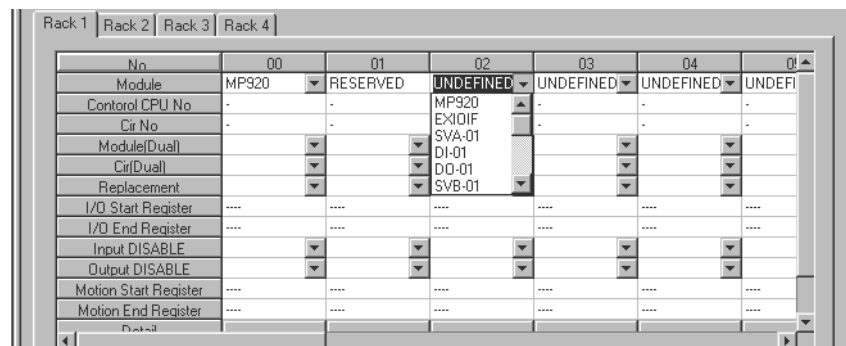 Rack 1 Rack 2 Rack 3 Rack 4
No 00 01 02 03 04
Module MP920 RESERVED UNDEFINED UNDEFINED UNDEFINED UNDEFI
Contorol CPU No - - - -
MP920
Cir No - - - -
EXIOIF
SVA-01
Module(Dual)
DI-01
Cir(Dual)
DO-01
Replacement
SVB-01
I/O Start Register ---- ---- ---- ---- ---- ----
I/O End Register ---- ---- ---- ---- ---- ----
Input DISABLE
Output DISABLE
Motion Start Register ---- ---- ---- ---- ---- ----
Motion End Register ---- ---- ---- ---- ---- ----
Detail